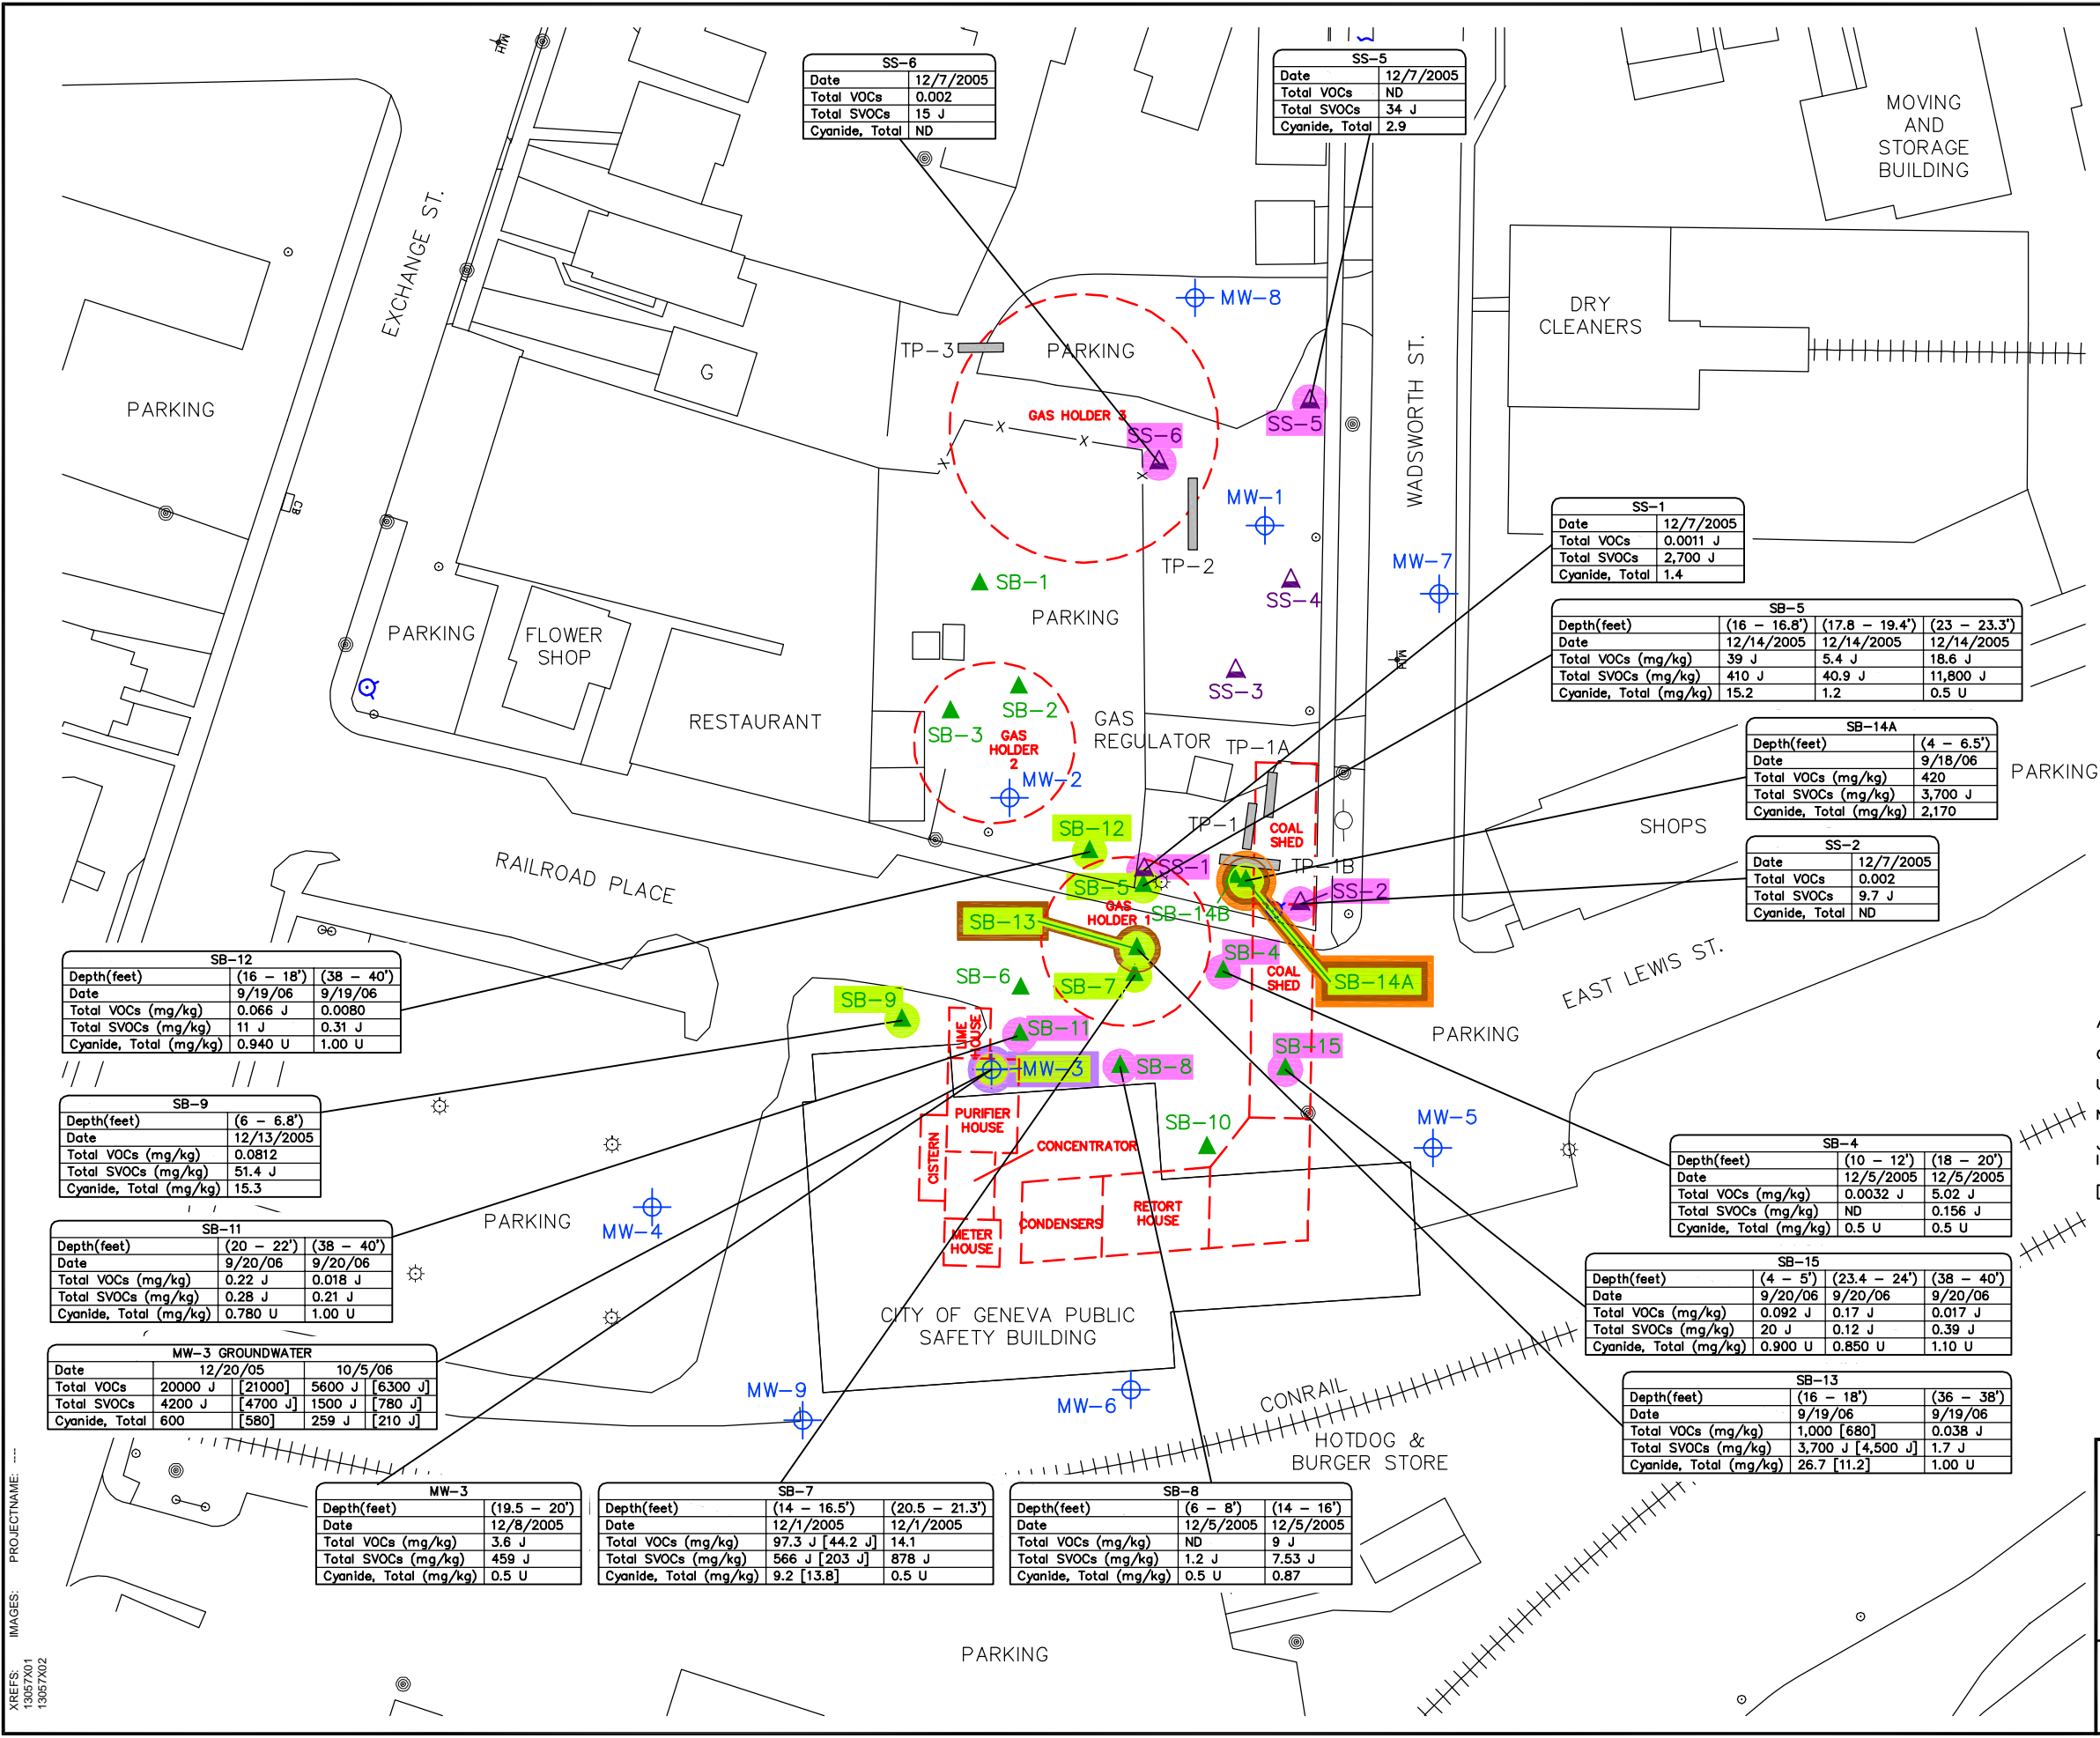 SS-6
Date 12/7/2005
Total VOCs 0.002
Total SVOCs 15 J
Cyanide, Total ND
SS-5
Date 12/7/2005
Total VOCs ND
Total SVOCs 34 J
Cyanide, Total 2.9
MH
MOVING
AND
STORAGE
BUILDING
EXCHANGE ST.
MW-8
DRY
CLEANERS
TP-3
PARKING
G
PARKING
GAS HOLDER 3
X
X
X
X
SS-6
SS-5
WADSWORTH ST.
CB
MW-1
TP-2
MW-7
SS-1
Date 12/7/2005
Total VOCs 0.0011 J
Total SVOCs 2,700 J
Cyanide, Total 1.4
SB-1
SS-4
PARKING
PARKING
FLOWER
SHOP
SB-5
Depth(feet) (16 - 16.8') (17.8 - 19.4') (23 - 23.3')
Date 12/14/2005 12/14/2005 12/14/2005
Total VOCs (mg/kg) 39 J 5.4 J 18.6 J
Total SVOCs (mg/kg) 410 J 40.9 J 11,800 J
Cyanide, Total (mg/kg) 15.2 1.2 0.5 U
MH
SS-3
RESTAURANT
SB-2
SB-3
GAS
HOLDER
2
MW-2
GAS
REGULATOR
TP-1A
SB-14A
Depth(feet) (4 - 6.5')
Date 9/18/06
Total VOCs (mg/kg) 420
Total SVOCs (mg/kg) 3,700 J
Cyanide, Total (mg/kg) 2,170
PARKING
SHOPS
SB-12
TP-1
COAL
SHED
TP-1B
SS-2
Date 12/7/2005
Total VOCs 0.002
Total SVOCs 9.7 J
Cyanide, Total ND
RAILROAD PLACE
SS-1
SB-5
SS-2
GAS
HOLDER 1
SB-14B
SB-13
SB-4
COAL
SHED
SB-14A
EAST LEWIS ST.
SB-6
SB-7
SB-9
PARKING
SB-12
Depth(feet) (16 - 18') (38 - 40')
Date 9/19/06 9/19/06
Total VOCs (mg/kg) 0.066 J 0.0080
Total SVOCs (mg/kg) 11 J 0.31 J
Cyanide, Total (mg/kg) 0.940 U 1.00 U
LIME
HOUSE
SB-11
SB-15
MW-3
SB-8
SB-9
Depth(feet) (6 - 6.8')
Date 12/13/2005
Total VOCs (mg/kg) 0.0812
Total SVOCs (mg/kg) 51.4 J
Cyanide, Total (mg/kg) 15.3
PURIFIER
HOUSE
CISTERN
CONCENTRATOR
SB-10
MW-5
SB-4
Depth(feet) (10 - 12') (18 - 20')
Date 12/5/2005 12/5/2005
Total VOCs (mg/kg) 0.0032 J 5.02 J
Total SVOCs (mg/kg) ND 0.156 J
Cyanide, Total (mg/kg) 0.5 U 0.5 U
PARKING
MW-4
METER
HOUSE
CONDENSERS
RETORT
HOUSE
SB-11
Depth(feet) (20 - 22') (38 - 40')
Date 9/20/06 9/20/06
Total VOCs (mg/kg) 0.22 J 0.018 J
Total SVOCs (mg/kg) 0.28 J 0.21 J
Cyanide, Total (mg/kg) 0.780 U 1.00 U
SB-15
Depth(feet) (4 - 5') (23.4 - 24') (38 - 40')
Date 9/20/06 9/20/06 9/20/06
Total VOCs (mg/kg) 0.092 J 0.17 J 0.017 J
Total SVOCs (mg/kg) 20 J 0.12 J 0.39 J
Cyanide, Total (mg/kg) 0.900 U 0.850 U 1.10 U
CITY OF GENEVA PUBLIC
SAFETY BUILDING
MW-3 GROUNDWATER
Date 12/20/05 10/5/06
Total VOCs 20000 J [21000] 5600 J [6300 J]
Total SVOCs 4200 J [4700 J] 1500 J [780 J]
Cyanide, Total 600 [580] 259 J [210 J]
MW-9
MW-6
CONRAIL
HOTDOG &
BURGER STORE
SB-13
Depth(feet) (16 - 18') (36 - 38')
Date 9/19/06 9/19/06
Total VOCs (mg/kg) 1,000 [680] 0.038 J
Total SVOCs (mg/kg) 3,700 J [4,500 J] 1.7 J
Cyanide, Total (mg/kg) 26.7 [11.2] 1.00 U
MW-3
Depth(feet) (19.5 - 20')
Date 12/8/2005
Total VOCs (mg/kg) 3.6 J
Total SVOCs (mg/kg) 459 J
Cyanide, Total (mg/kg) 0.5 U
SB-7
Depth(feet) (14 - 16.5') (20.5 - 21.3')
Date 12/1/2005 12/1/2005
Total VOCs (mg/kg) 97.3 J [44.2 J] 14.1
Total SVOCs (mg/kg) 566 J [203 J] 878 J
Cyanide, Total (mg/kg) 9.2 [13.8] 0.5 U
SB-8
Depth(feet) (6 - 8') (14 - 16')
Date 12/5/2005 12/5/2005
Total VOCs (mg/kg) ND 9 J
Total SVOCs (mg/kg) 1.2 J 7.53 J
Cyanide, Total (mg/kg) 0.5 U 0.87
PARKING
XREFS: IMAGES: PROJECTNAME: ---
13057X01
13057X02